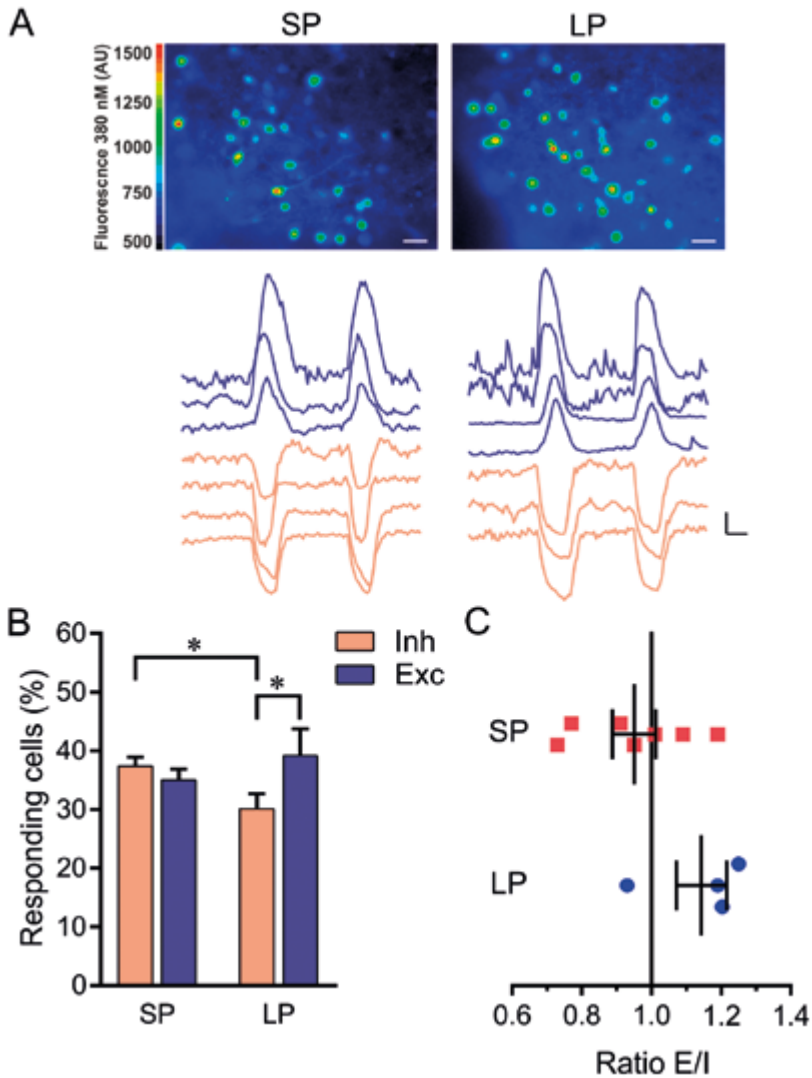 A
SP
LP
Fluorescnce 380 nM (AU)
1500
1250
1000
750
500
B
Responding cells (%)
60
50
40
30
20
10
0
*
*
Inh
Exc
SP
LP
C
SP
LP
0.6
0.8
1.0
1.2
1.4
Ratio E/I